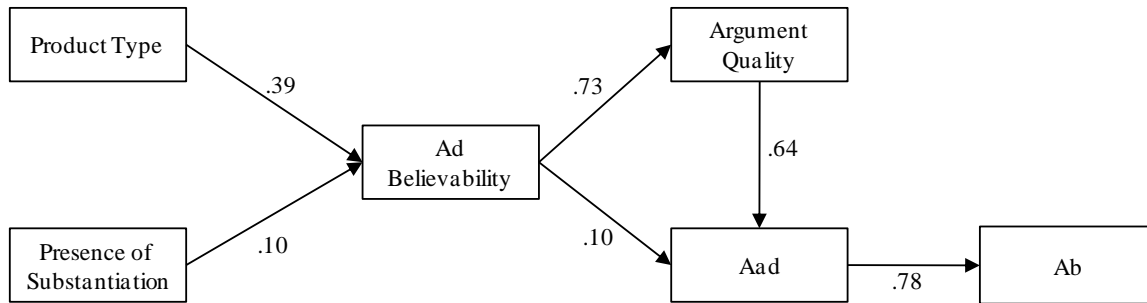 Product Type
Argument
Quality
.39
.73
Ad
Believability
.64
Presence of
Substantiation
.10
.10
Aad
.78
Ab